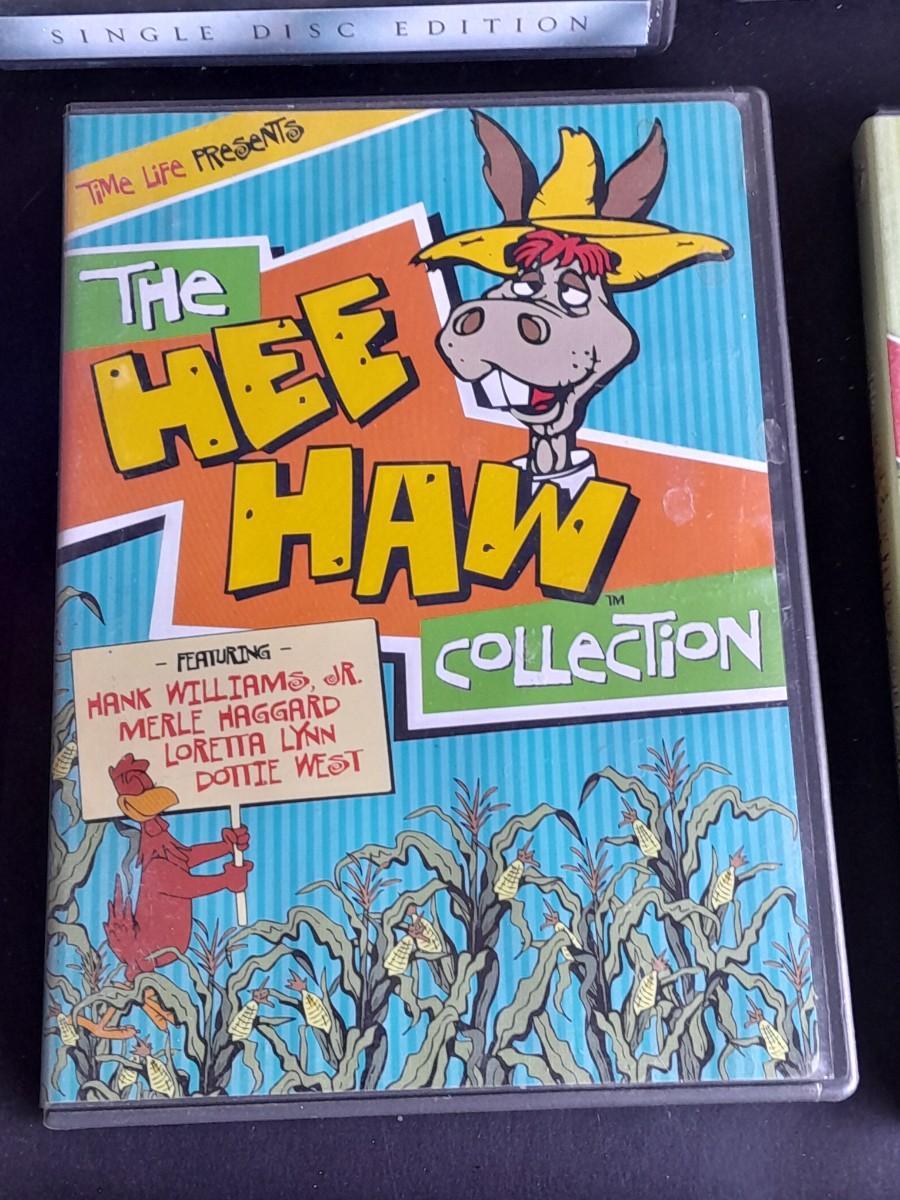 SINGLE DISC EDITION
TIME LIFE PRESENTS
THE
HEE
HAW
TM
COLLECTION
- FEATURING -
HANK WILLIAMS, JR.
MERLE HAGGARD
LORETTA LYNN
DOTTIE WEST